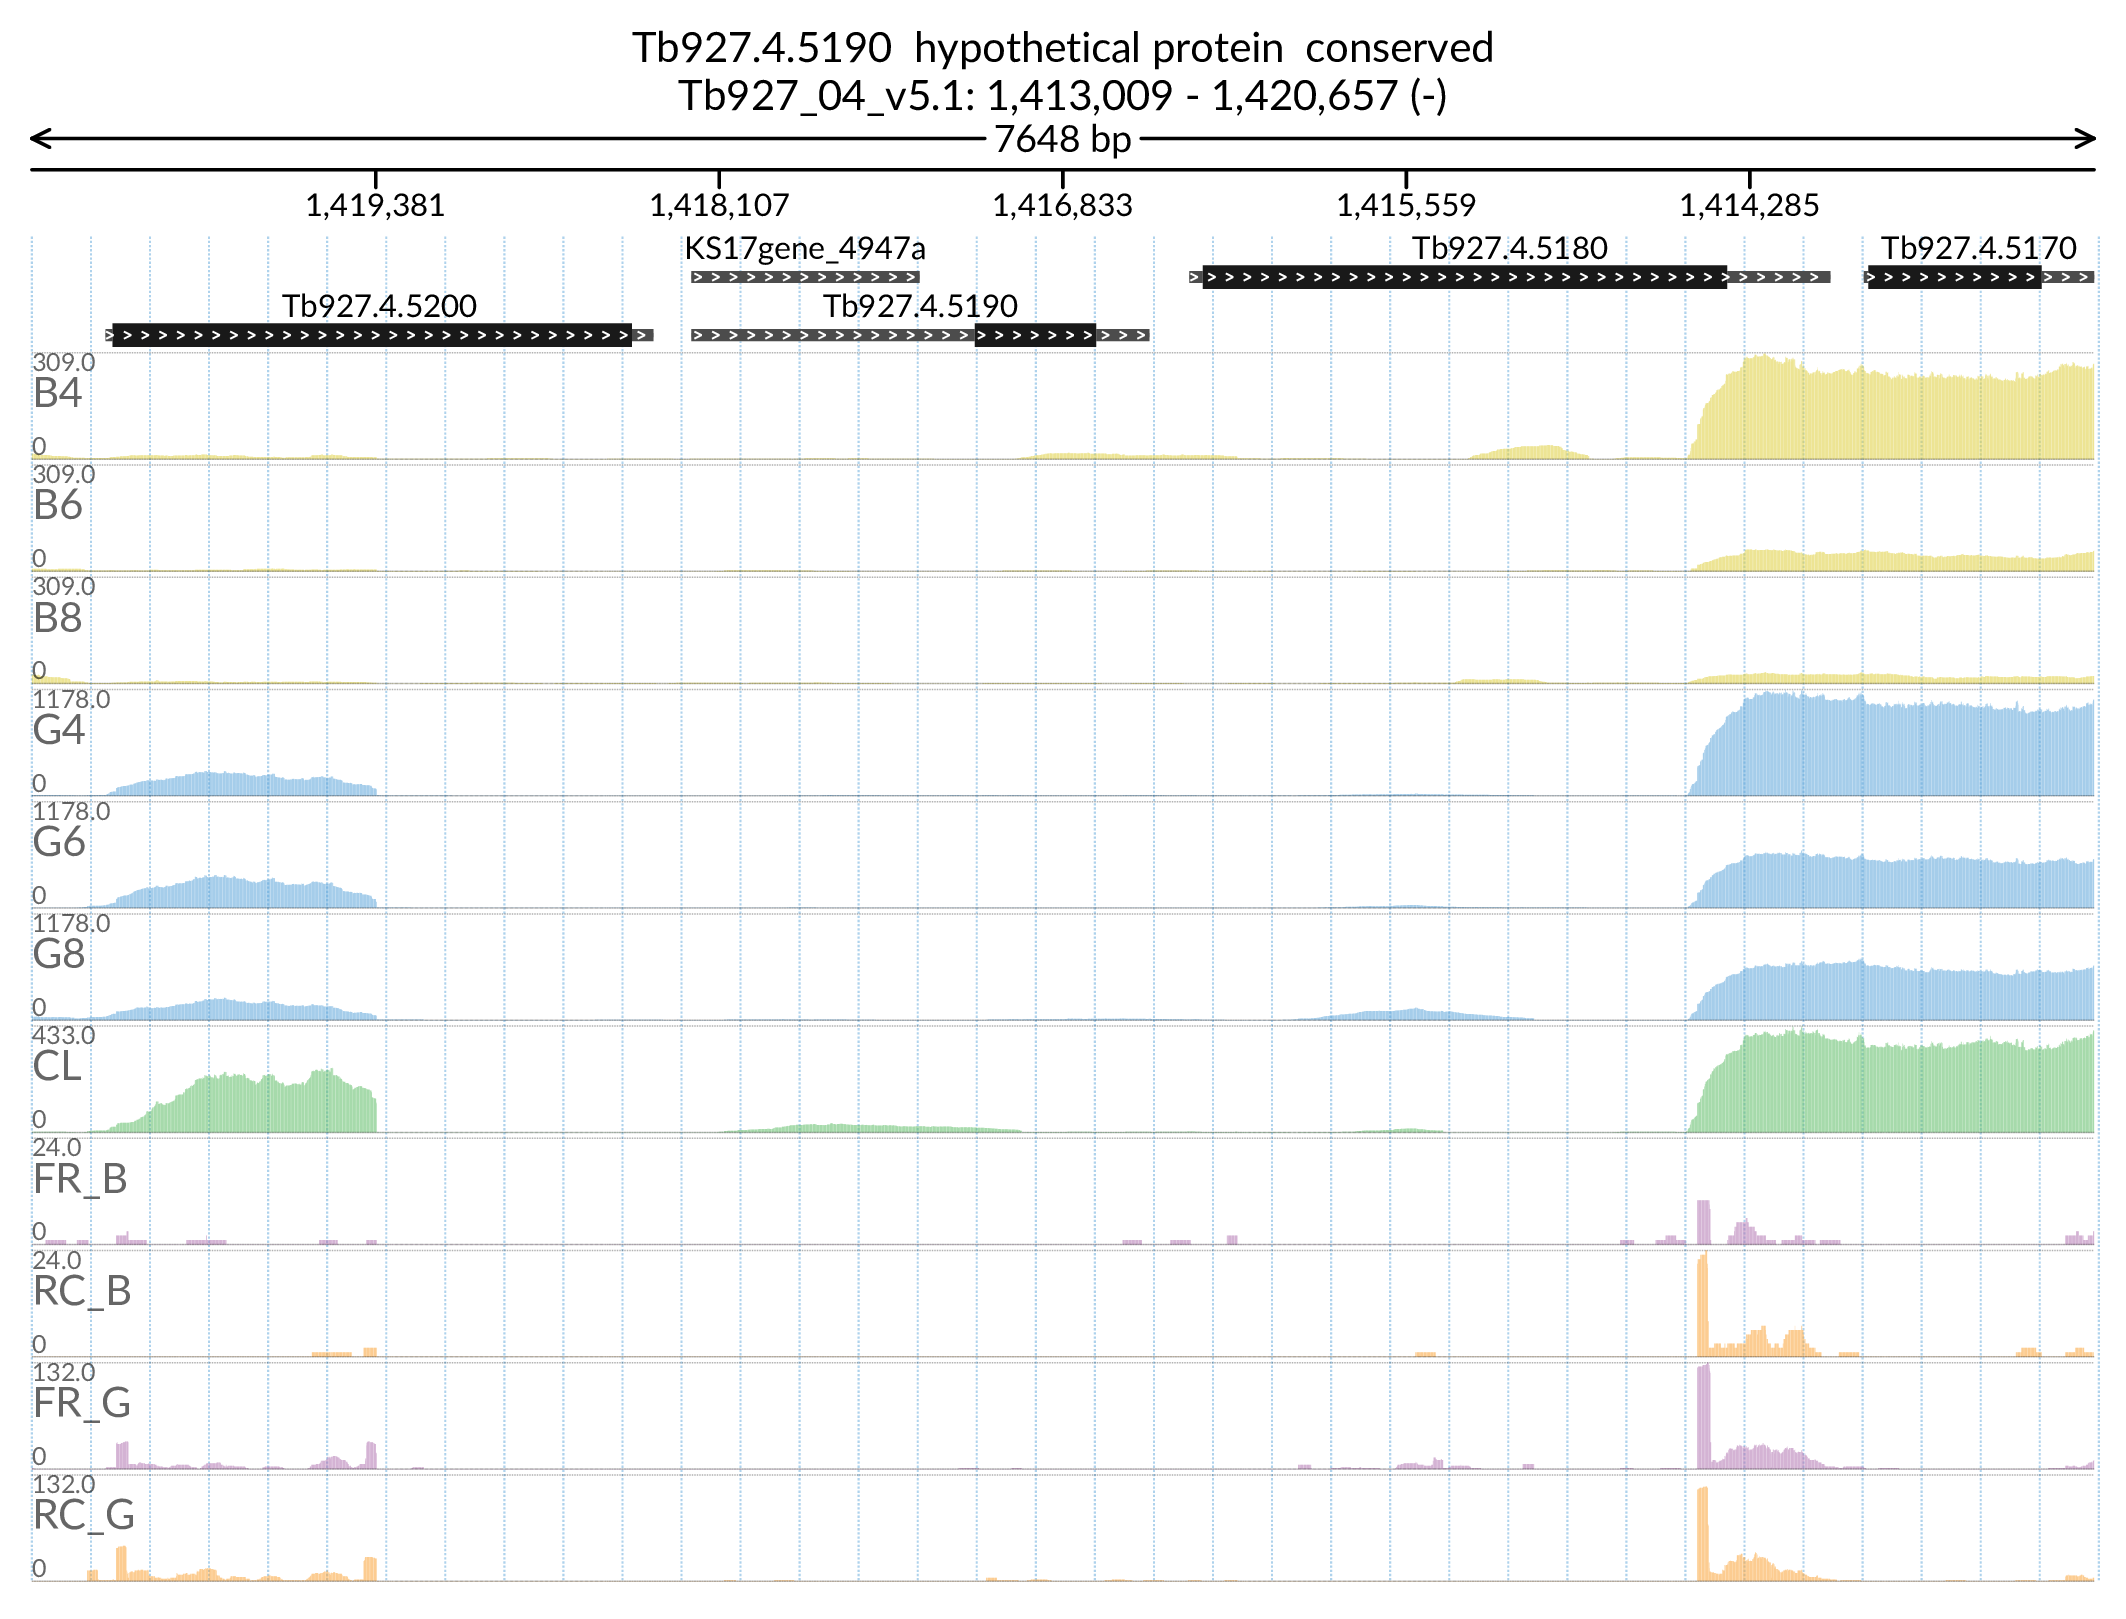 Tb927.4.5190  hypothetical protein  conserved
Tb927_04_v5.1: 1,413,009 - 1,420,657 (-)
7648 bp
1,419,381 1,418,107 1,416,833 1,415,559 1,414,285
KS17gene_4947a Tb927.4.5180 Tb927.4.5170
Tb927.4.5200 Tb927.4.5190
309.0
B4
0
309.0
B6
0
309.0
B8
0
1178.0
G4
0
1178.0
G6
0
1178.0
G8
0
433.0
CL
0
24.0
FR_B
0
24.0
RC_B
0
132.0
FR_G
0
132.0
RC_G
0